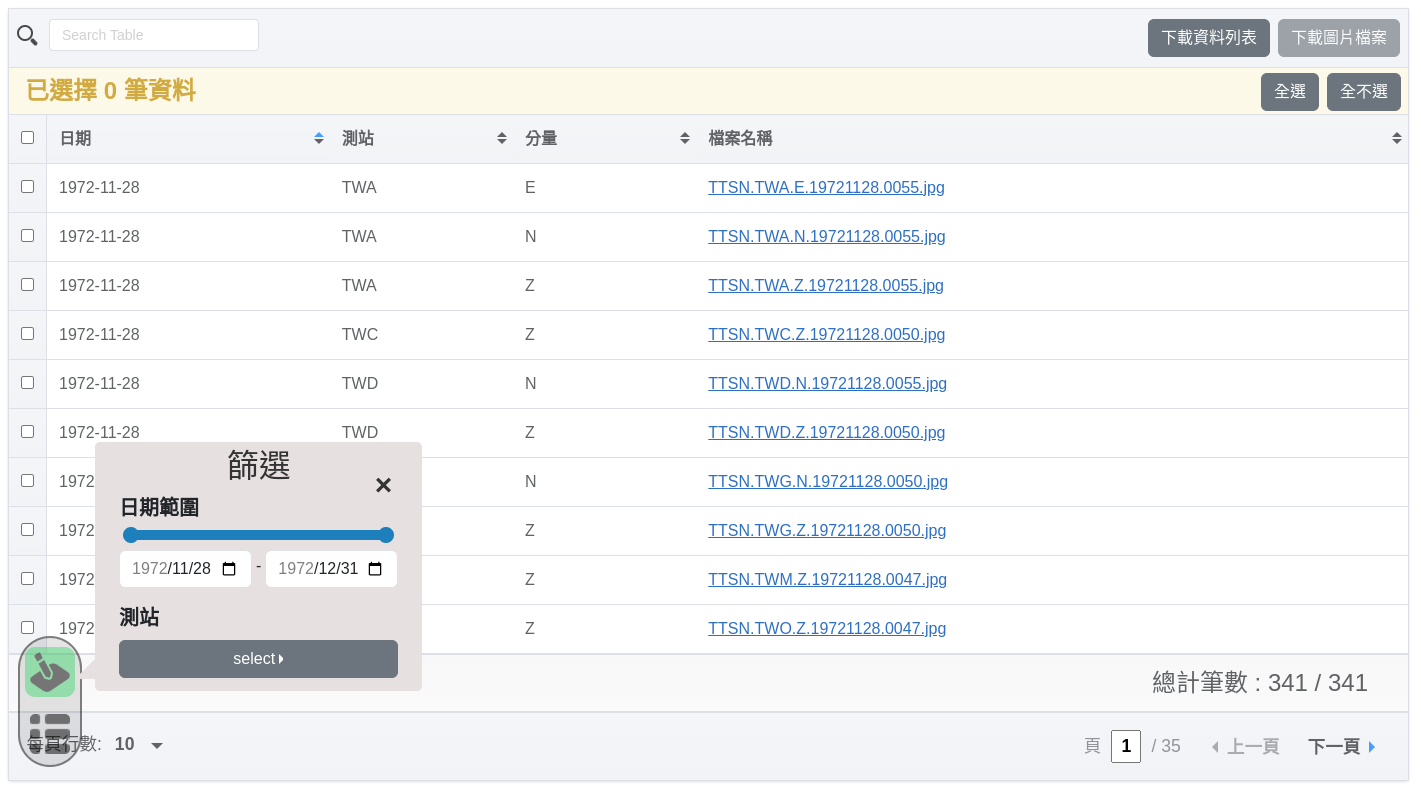 Search Table
下載資料列表
下載圖片檔案
已選擇 0 筆資料
全選
全不選
日期 測站 分量 檔案名稱
1972-11-28 TWA E TTSN.TWA.E.19721128.0055.jpg
1972-11-28 TWA N TTSN.TWA.N.19721128.0055.jpg
1972-11-28 TWA Z TTSN.TWA.Z.19721128.0055.jpg
1972-11-28 TWC Z TTSN.TWC.Z.19721128.0050.jpg
1972-11-28 TWD N TTSN.TWD.N.19721128.0055.jpg
1972-11-28 TWD Z TTSN.TWD.Z.19721128.0050.jpg
1972 N TTSN.TWG.N.19721128.0050.jpg
1972 Z TTSN.TWG.Z.19721128.0050.jpg
1972 Z TTSN.TWM.Z.19721128.0047.jpg
1972 Z TTSN.TWO.Z.19721128.0047.jpg
篩選
日期範圍
1972/11/28 - 1972/12/31
測站
select
總計筆數 : 341 / 341
每頁行數: 10
頁 1 / 35 上一頁 下一頁